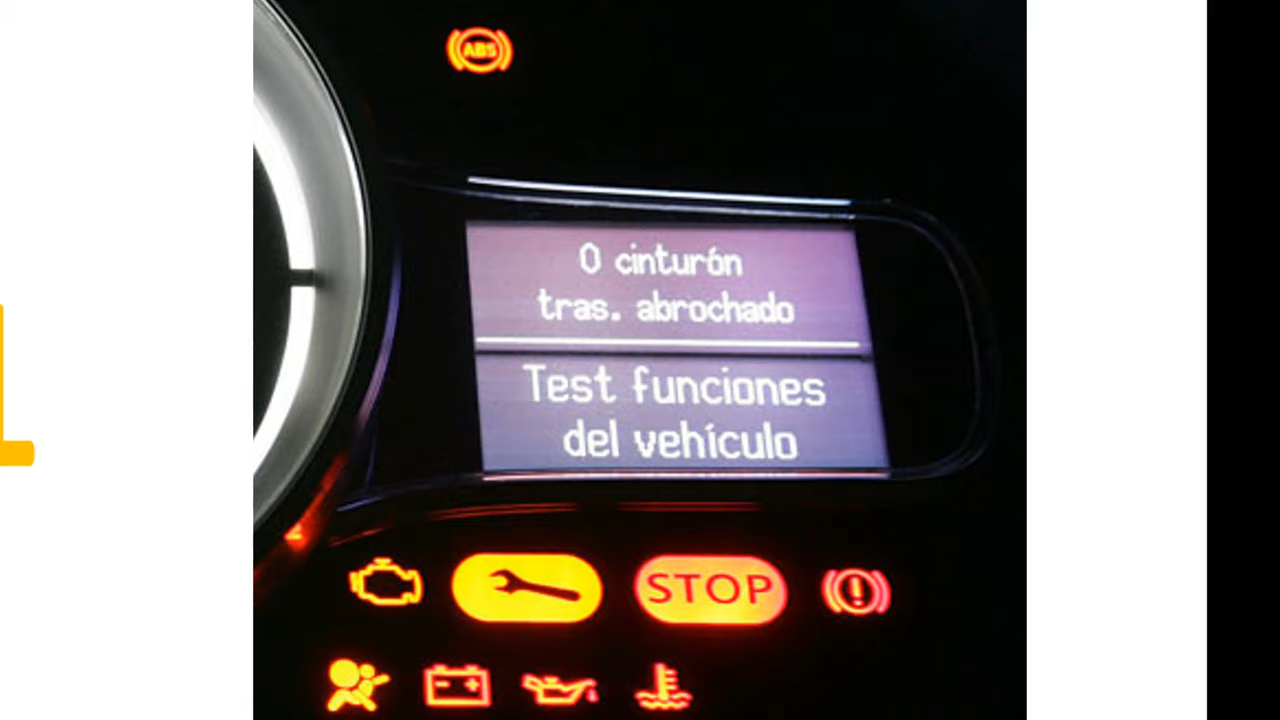 ABS
0 cinturón
tras. abrochado
Test funciones
del vehículo
STOP